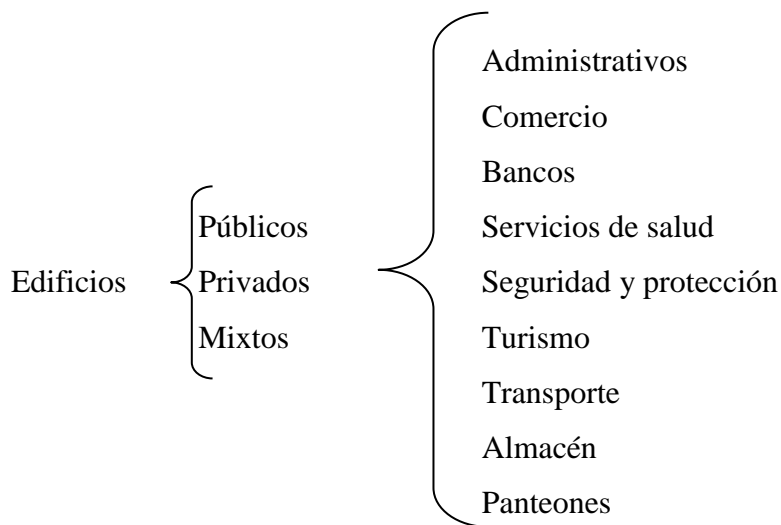 Edificios
Públicos
Privados
Mixtos
Administrativos
Comercio
Bancos
Servicios de salud
Seguridad y protección
Turismo
Transporte
Almacén
Panteones